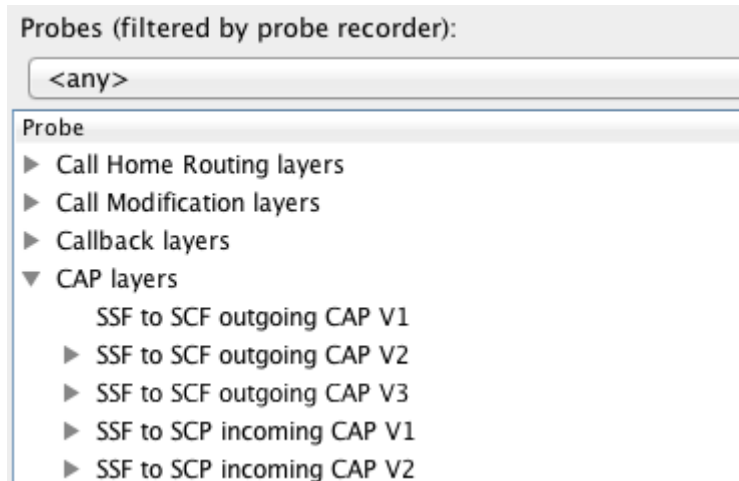 Probes (filtered by probe recorder):
<any>
Probe
Call Home Routing layers
Call Modification layers
Callback layers
CAP layers
SSF to SCF outgoing CAP V1
SSF to SCF outgoing CAP V2
SSF to SCF outgoing CAP V3
SSF to SCP incoming CAP V1
SSF to SCP incoming CAP V2